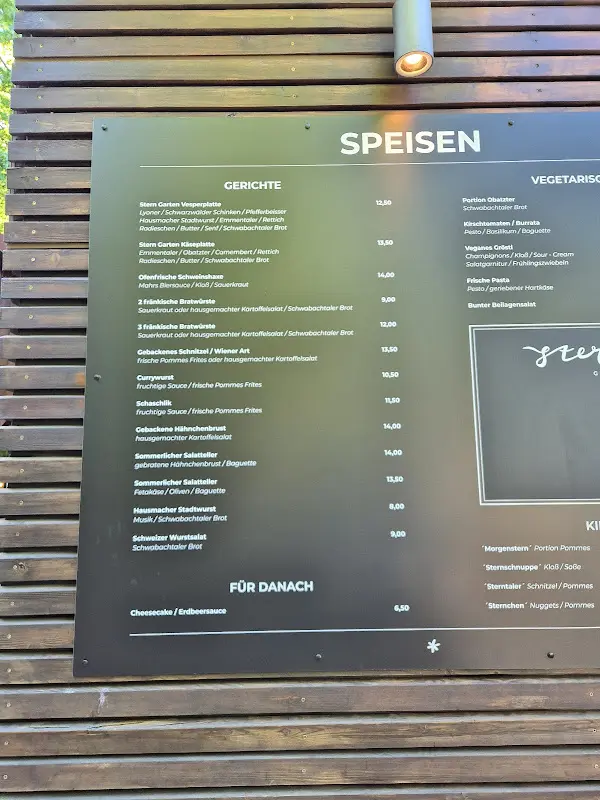 SPEISEN
GERICHTE
Stern Garten Vesperplatte 12,50
Lyoner / Schwarzwälder Schinken / Pfefferbeisser
Hausmacher Stadtwurst / Emmentaler / Rettich
Radieschen / Butter / Senf / Schwabachtaler Brot
Stern Garten Käseplatte 13,50
Emmentaler / Obatzter / Camembert / Rettich
Radieschen / Butter / Schwabachtaler Brot
Ofenfrische Schweinshaxe 14,00
Mahrs Biersauce / Kloß / Sauerkraut
2 fränkische Bratwürste 9,00
Sauerkraut oder hausgemachter Kartoffelsalat / Schwabachtaler Brot
3 fränkische Bratwürste 12,00
Sauerkraut oder hausgemachter Kartoffelsalat / Schwabachtaler Brot
Gebackenes Schnitzel / Wiener Art 13,50
frische Pommes Frites oder hausgemachter Kartoffelsalat
Currywurst 10,50
fruchtige Sauce / frische Pommes Frites
Schaschlik 11,50
fruchtige Sauce / frische Pommes Frites
Gebackene Hähnchenbrust 14,00
hausgemachter Kartoffelsalat
Sommerlicher Salatteller 14,00
gebratene Hähnchenbrust / Baguette
Sommerlicher Salatteller 13,50
Fetakäse / Oliven / Baguette
Hausmacher Stadtwurst 8,00
Musik / Schwabachtaler Brot
Schweizer Wurstsalat 9,00
Schwabachtaler Brot
FÜR DANACH
Cheesecake / Erdbeersauce 6,50
VEGETARISC
Portion Obatzter
Schwabachtaler Brot
Kirschtomaten / Burrata
Pesto / Basilikum / Baguette
Veganes Gröstl
Champignons / Kloß / Sour - Cream
Salatgarnitur / Frühlingszwiebeln
Frische Pasta
Pesto / geriebener Hartkäse
Bunter Beilagensalat
ster
G
KI
"Morgenstern" Portion Pommes
"Sternschnuppe" Kloß / Soße
"Sterntaler" Schnitzel / Pommes
"Sternchen" Nuggets / Pommes